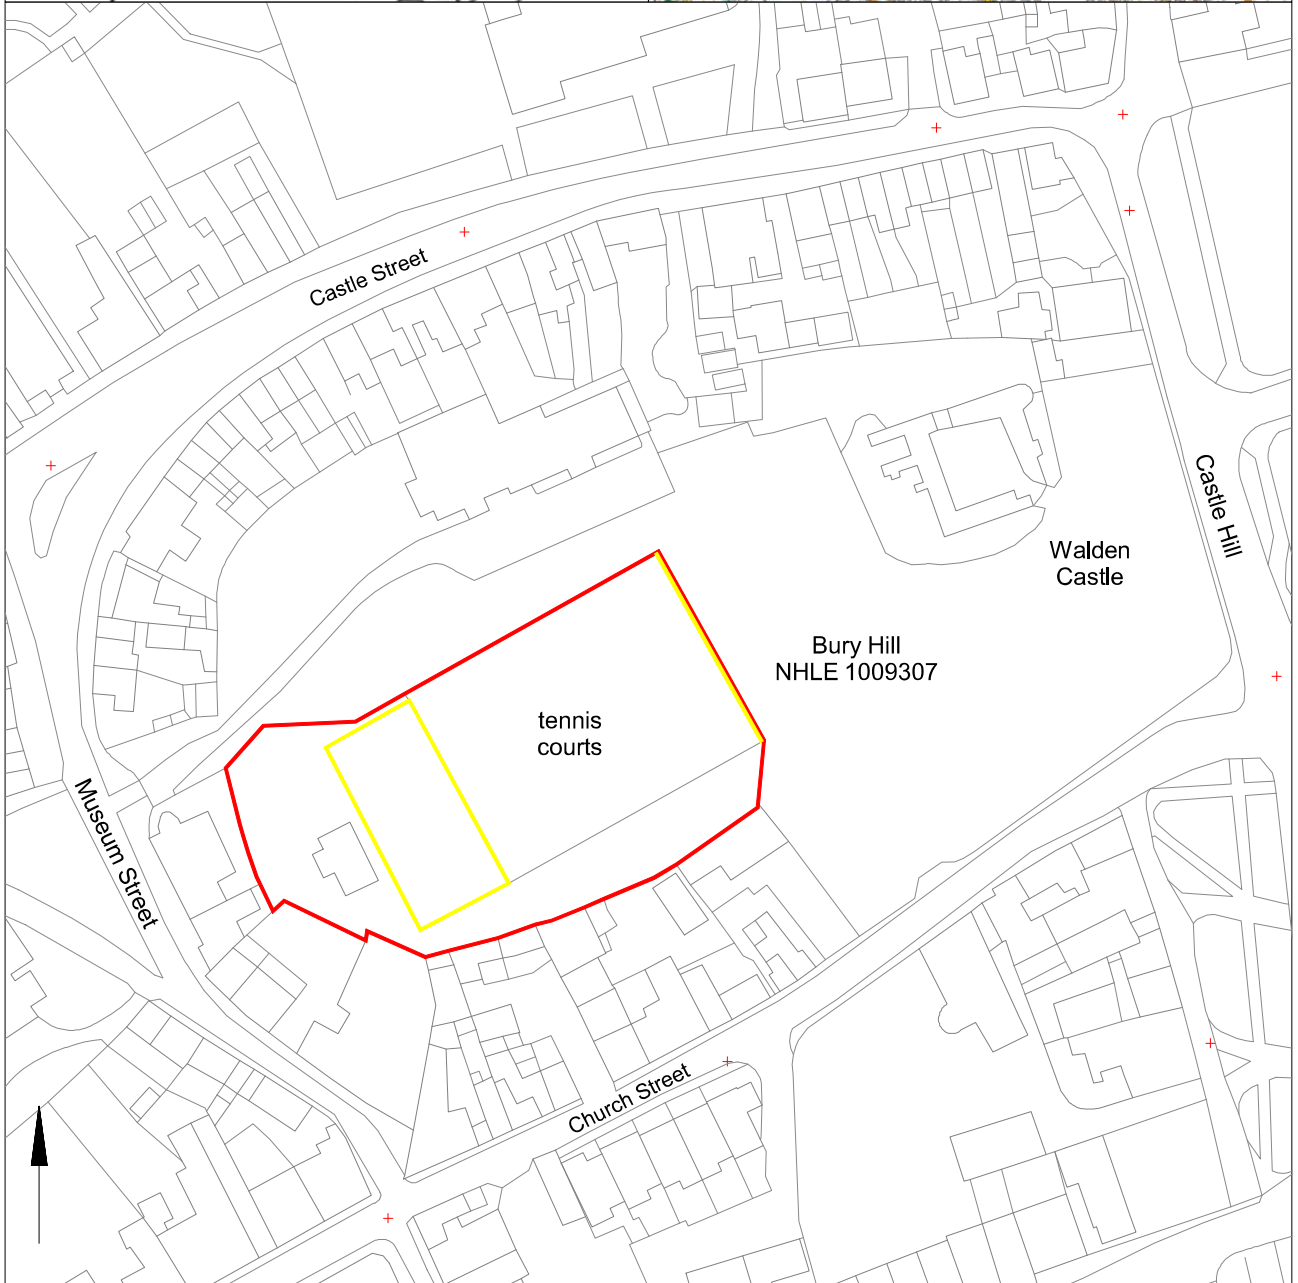 Castle Street
Castle Hill
Walden
Castle
Bury Hill
NHLE 1009307
tennis
courts
Museum Street
Church Street